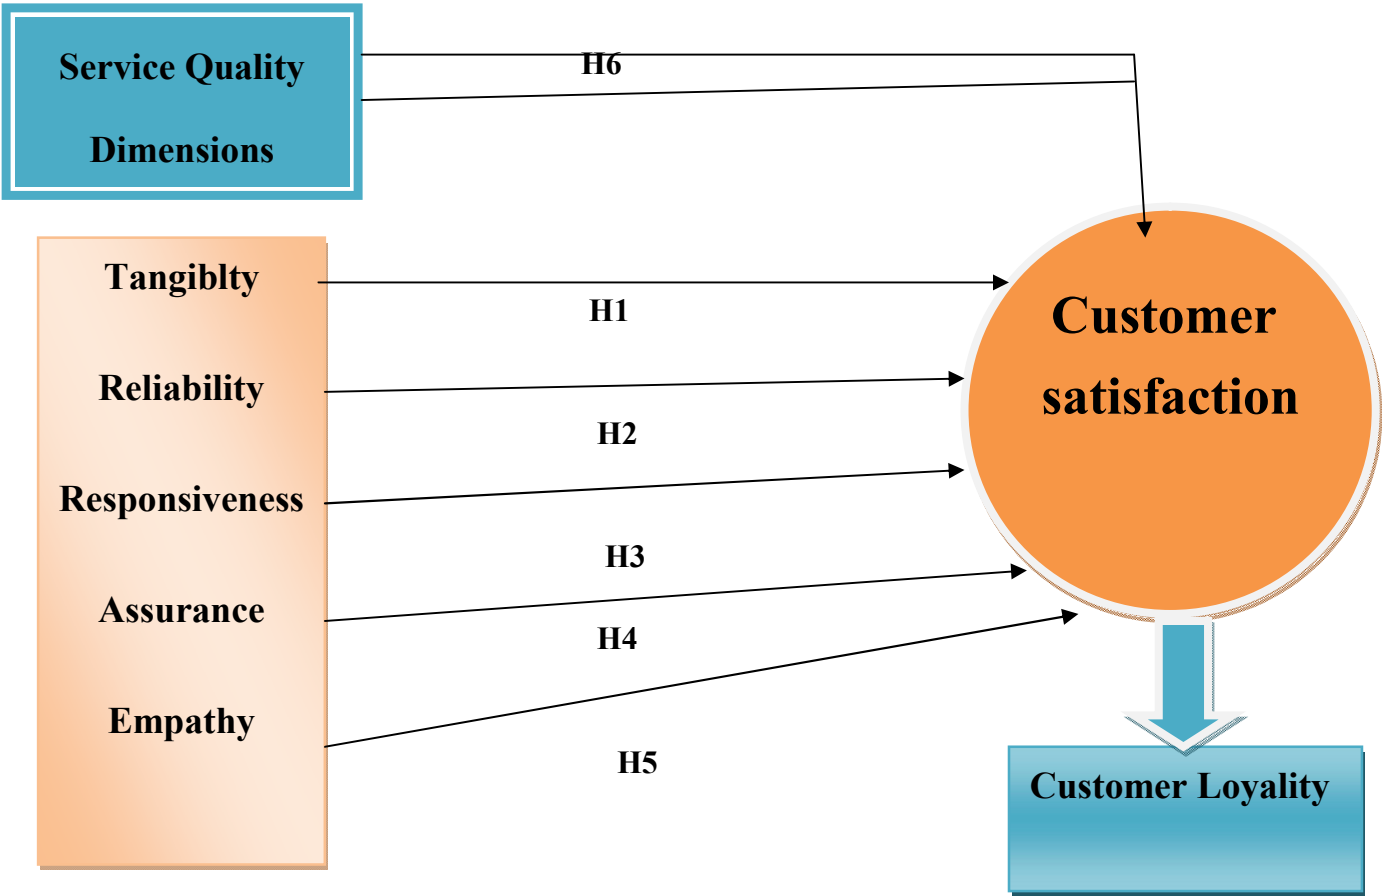 Service Quality
Dimensions
H6
Tangiblty
H1
Reliability
H2
Responsiveness
H3
Assurance
H4
Empathy
H5
Customer
satisfaction
Customer Loyality